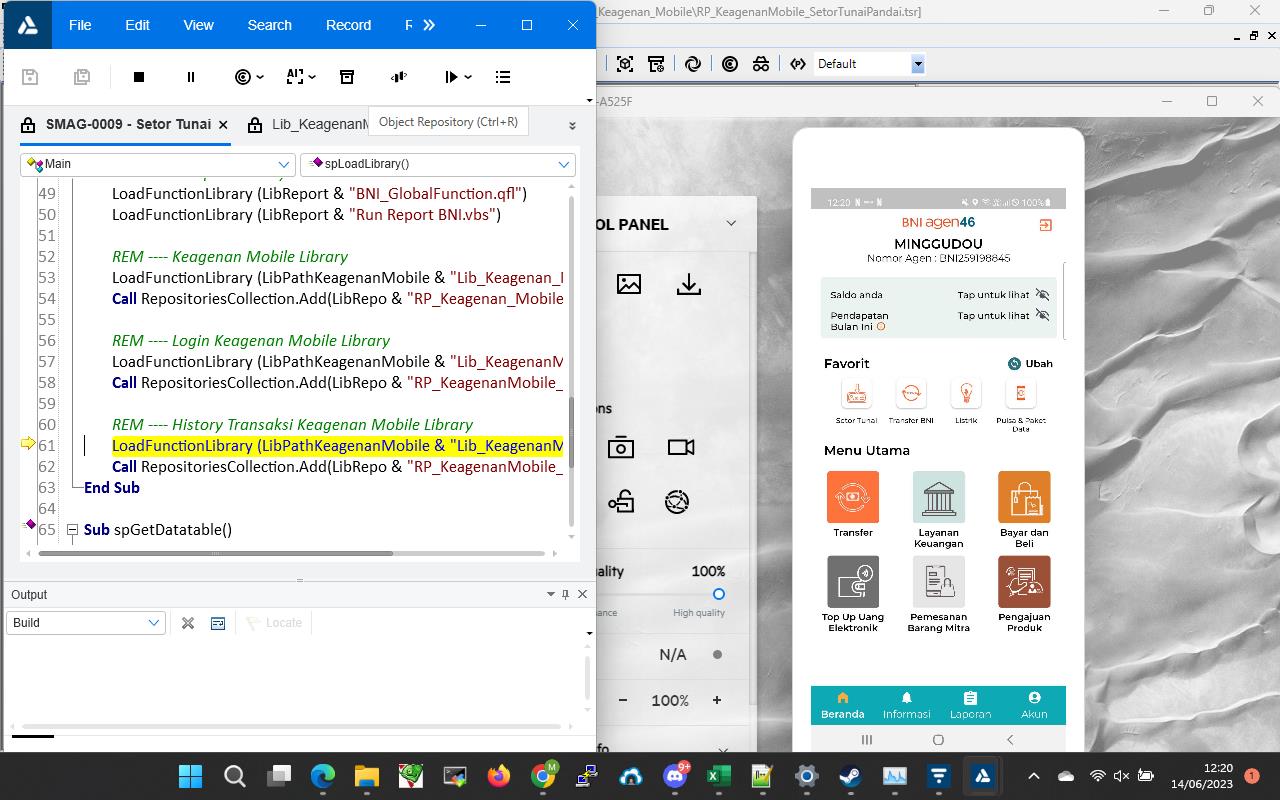 File Edit View Search Record
_Keagenan_Mobile\RP_KeagenanMobile_SetorTunaiPandai.tsr]
Default
Object Repository (Ctrl+R)
SMAG-0009 - Setor Tunai
Lib_Keagenan
Main
spLoadLibrary()
49 LoadFunctionLibrary (LibReport & "BNI_GlobalFunction.qfl")
50 LoadFunctionLibrary (LibReport & "Run Report BNI.vbs")
51
52 REM ---- Keagenan Mobile Library
53 LoadFunctionLibrary (LibPathKeagenanMobile & "Lib_Keagenan_
54 Call RepositoriesCollection.Add(LibRepo & "RP_Keagenan_Mobile
55
56 REM ---- Login Keagenan Mobile Library
57 LoadFunctionLibrary (LibPathKeagenanMobile & "Lib_KeagenanM
58 Call RepositoriesCollection.Add(LibRepo & "RP_KeagenanMobile_
59
60 REM ---- History Transaksi Keagenan Mobile Library
61 LoadFunctionLibrary (LibPathKeagenanMobile & "Lib_KeagenanM
62 Call RepositoriesCollection.Add(LibRepo & "RP_KeagenanMobile_
63 End Sub
64
65 Sub spGetDatatable()
Output
Build
Locate
-A525F
OL PANEL
ons
ality 100%
ance High quality
N/A
− 100% +
nfo
12:20
100%
BNI agen46
MINGGUDOU
Nomor Agen : BNI259198845
Saldo anda Tap untuk lihat
Pendapatan
Bulan Ini
Tap untuk lihat
Favorit Ubah
Setor Tunai
Transfer BNI
Listrik
Pulsa & Paket
Data
Menu Utama
Transfer
Layanan
Keuangan
Bayar dan
Beli
Top Up Uang
Elektronik
Pemesanan
Barang Mitra
Pengajuan
Produk
Beranda Informasi Laporan Akun
M
9+
12:20
14/06/2023
1